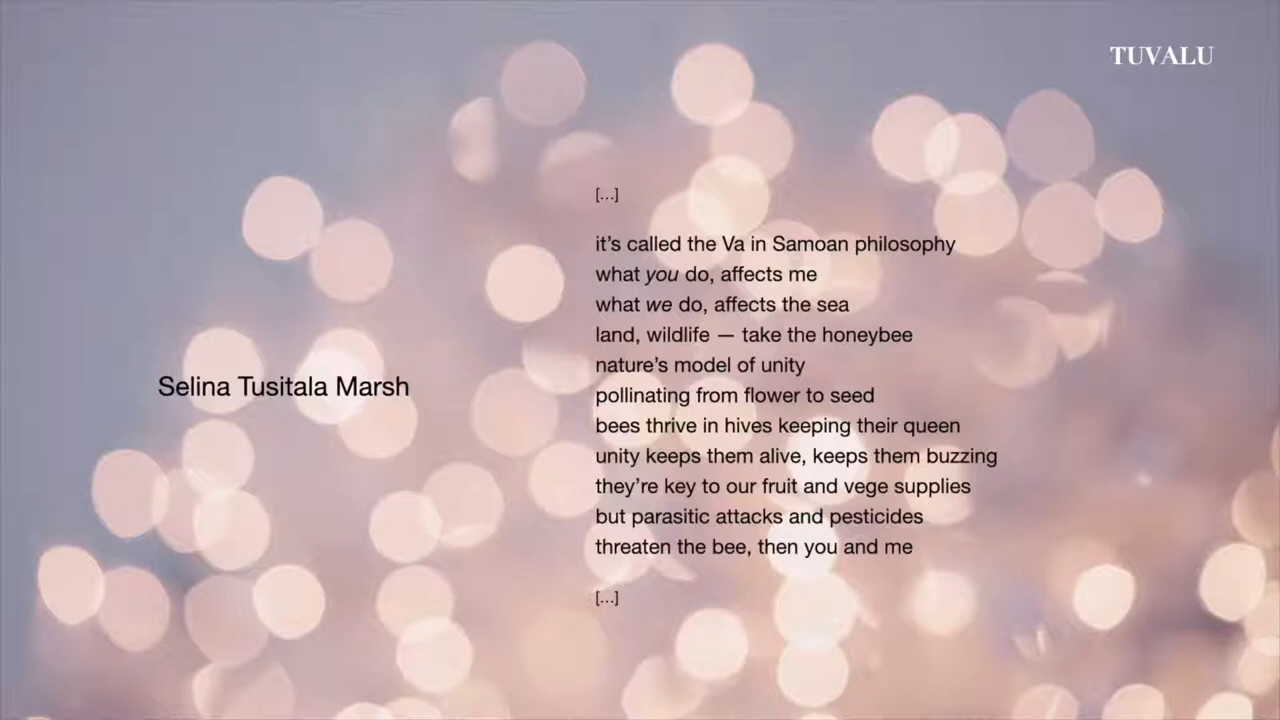 TUVALU
Selina Tusitala Marsh
[...]
it's called the Va in Samoan philosophy
what you do, affects me
what we do, affects the sea
land, wildlife — take the honeybee
nature's model of unity
pollinating from flower to seed
bees thrive in hives keeping their queen
unity keeps them alive, keeps them buzzing
they're key to our fruit and vege supplies
but parasitic attacks and pesticides
threaten the bee, then you and me
[...]